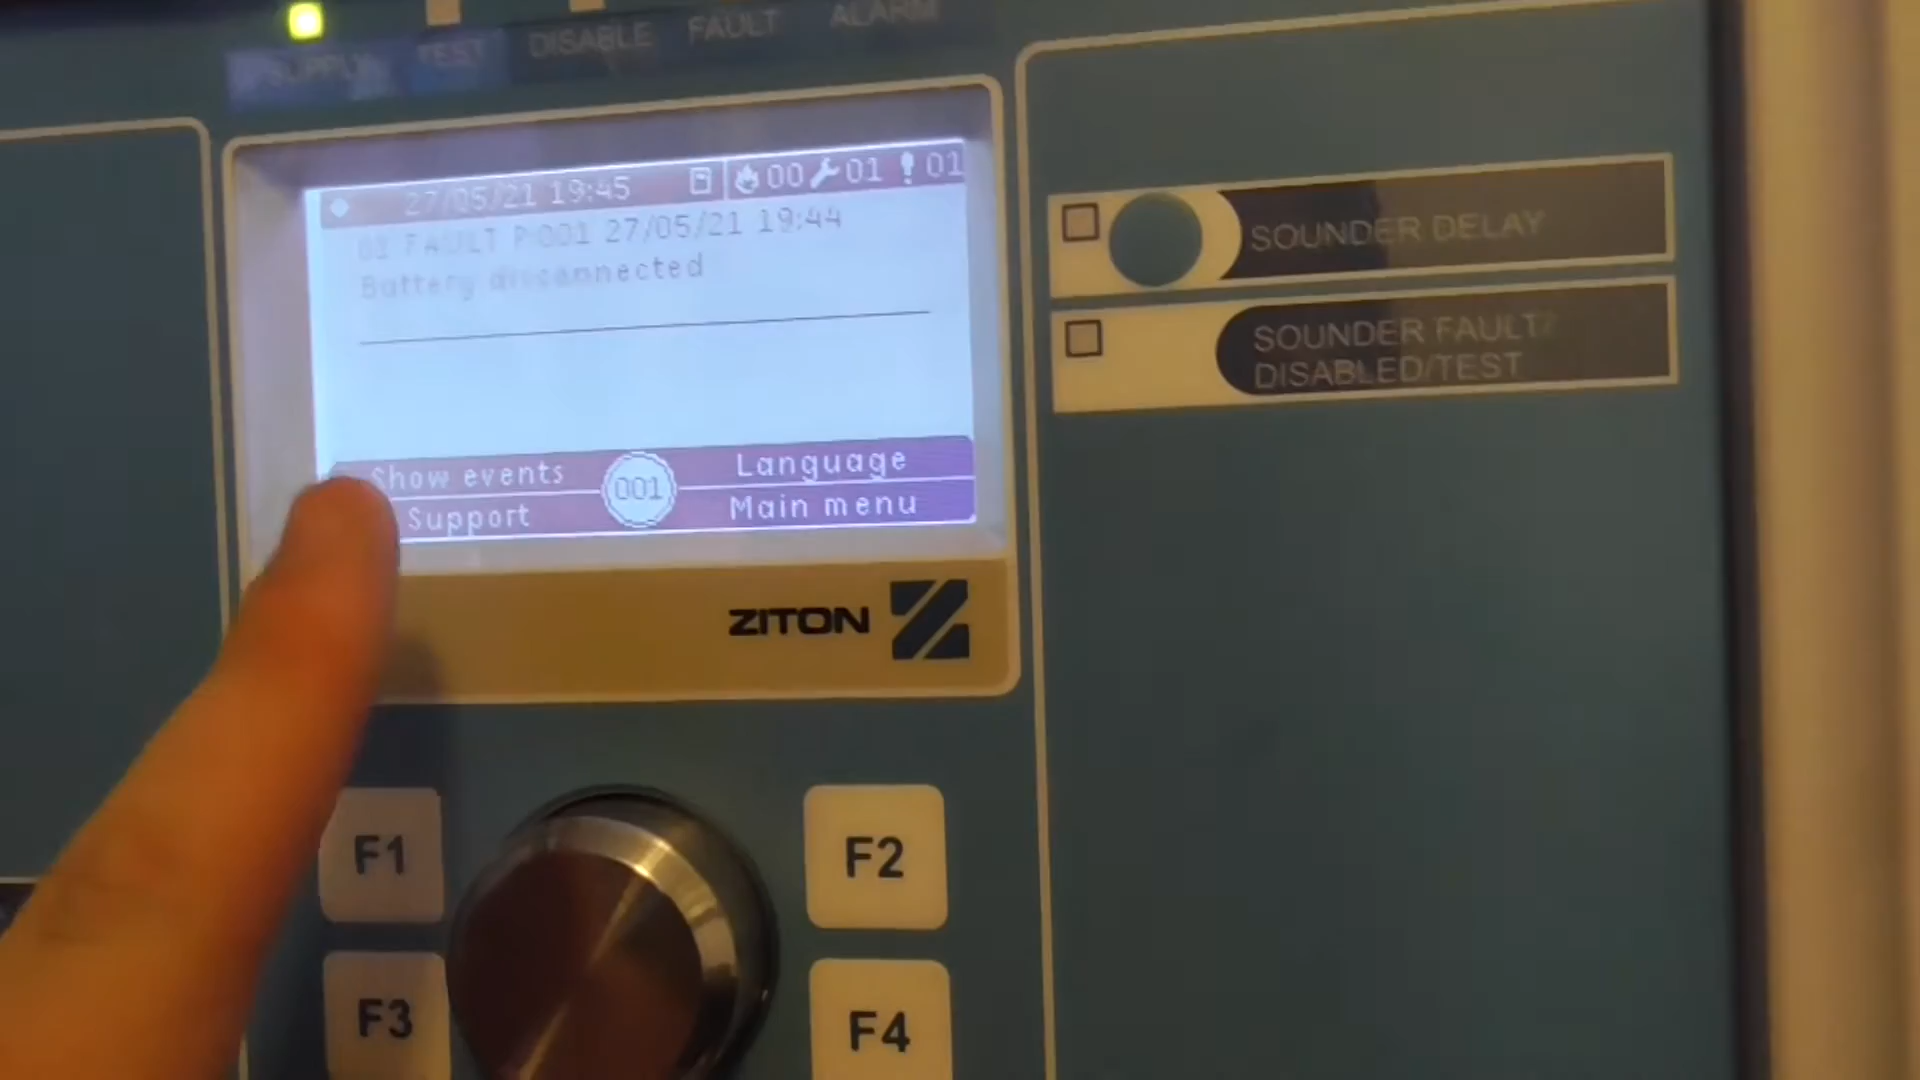 SUPPLY TEST DISABLE FAULT ALARM
27/05/21 19:45 00 01 01
01 FAULT P:001 27/05/21 19:44
Battery disconnected
Show events Language
001
Support Main menu
ZITON
SOUNDER DELAY
SOUNDER FAULT/
DISABLED/TEST
F1 F2
F3 F4